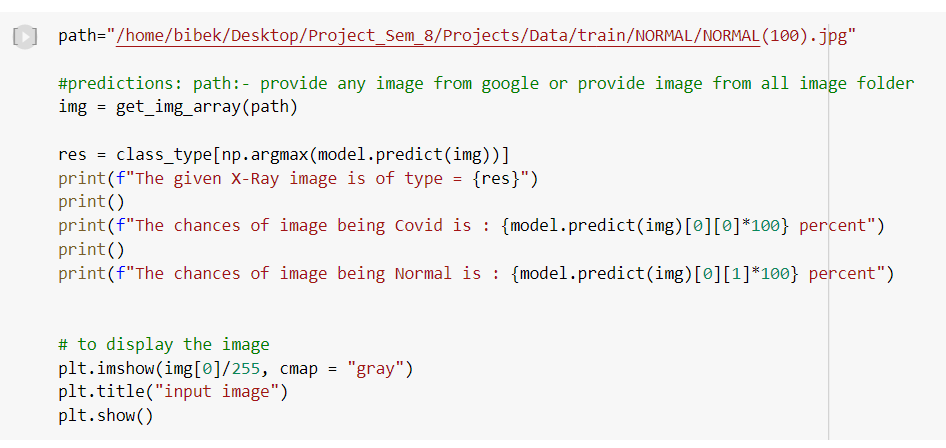 path="/home/bibek/Desktop/Project_Sem_8/Projects/Data/train/NORMAL/NORMAL(100).jpg"
#predictions: path:- provide any image from google or provide image from all image folder
img = get_img_array(path)
res = class_type[np.argmax(model.predict(img))]
print(f"The given X-Ray image is of type = {res}")
print()
print(f"The chances of image being Covid is : {model.predict(img)[0][0]*100} percent")
print()
print(f"The chances of image being Normal is : {model.predict(img)[0][1]*100} percent")
# to display the image
plt.imshow(img[0]/255, cmap = "gray")
plt.title("input image")
plt.show()